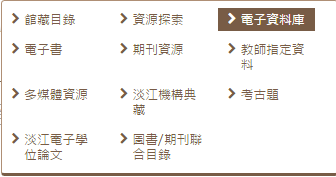 館藏目錄
資源探索
電子資料庫
電子書
期刊資源
教師指定資
料
多媒體資源
淡江機構典
藏
考古題
淡江電子學
位論文
圖書/期刊聯
合目錄